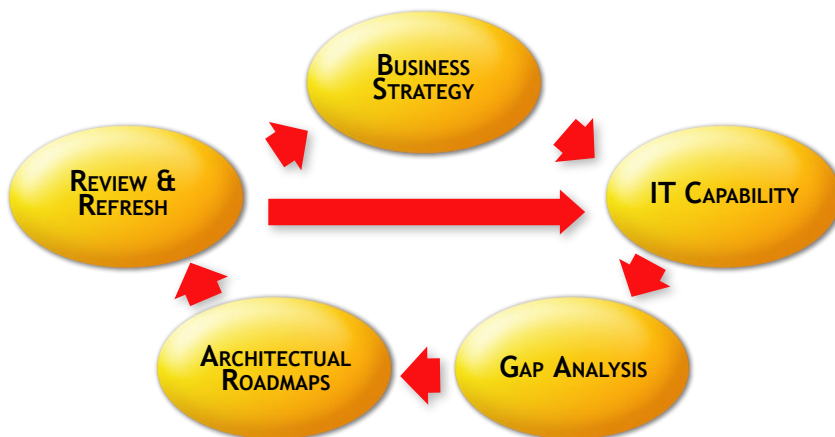 Business
Strategy
Review &
Refresh
IT Capability
Architectual
Roadmaps
Gap Analysis